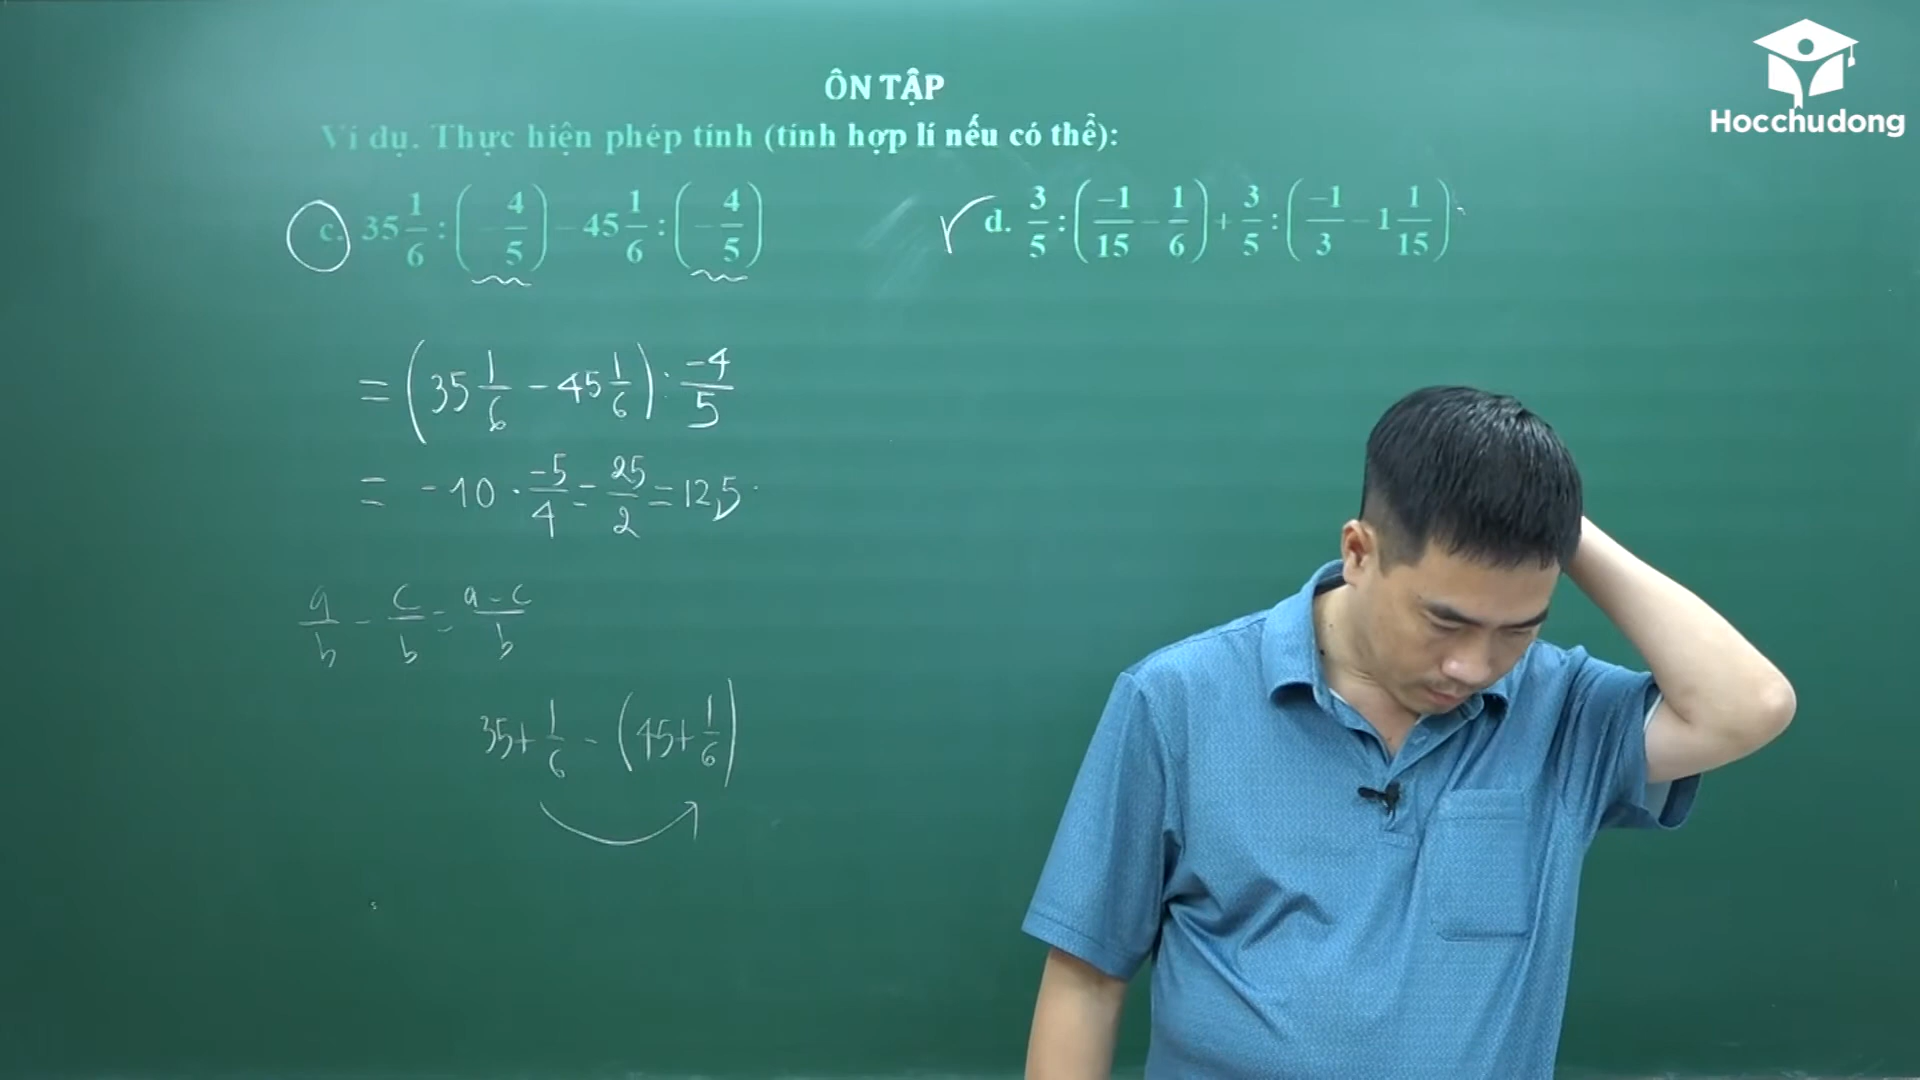 Hocchudong
ÔN TẬP
Ví dụ. Thực hiện phép tính (tính hợp lí nếu có thể):
c. 35 1/6 : (- 4/5) - 45 1/6 : (- 4/5)
d. 3/5 : (-1/15 - 1/6) + 3/5 : (-1/3 - 1 1/15)
= (35 1/6 - 45 1/6) : -4/5
= -10 . -5/4 = 25/2 = 12,5
a/b - c/b = a-c/b
35 + 1/6 - (45 + 1/6)